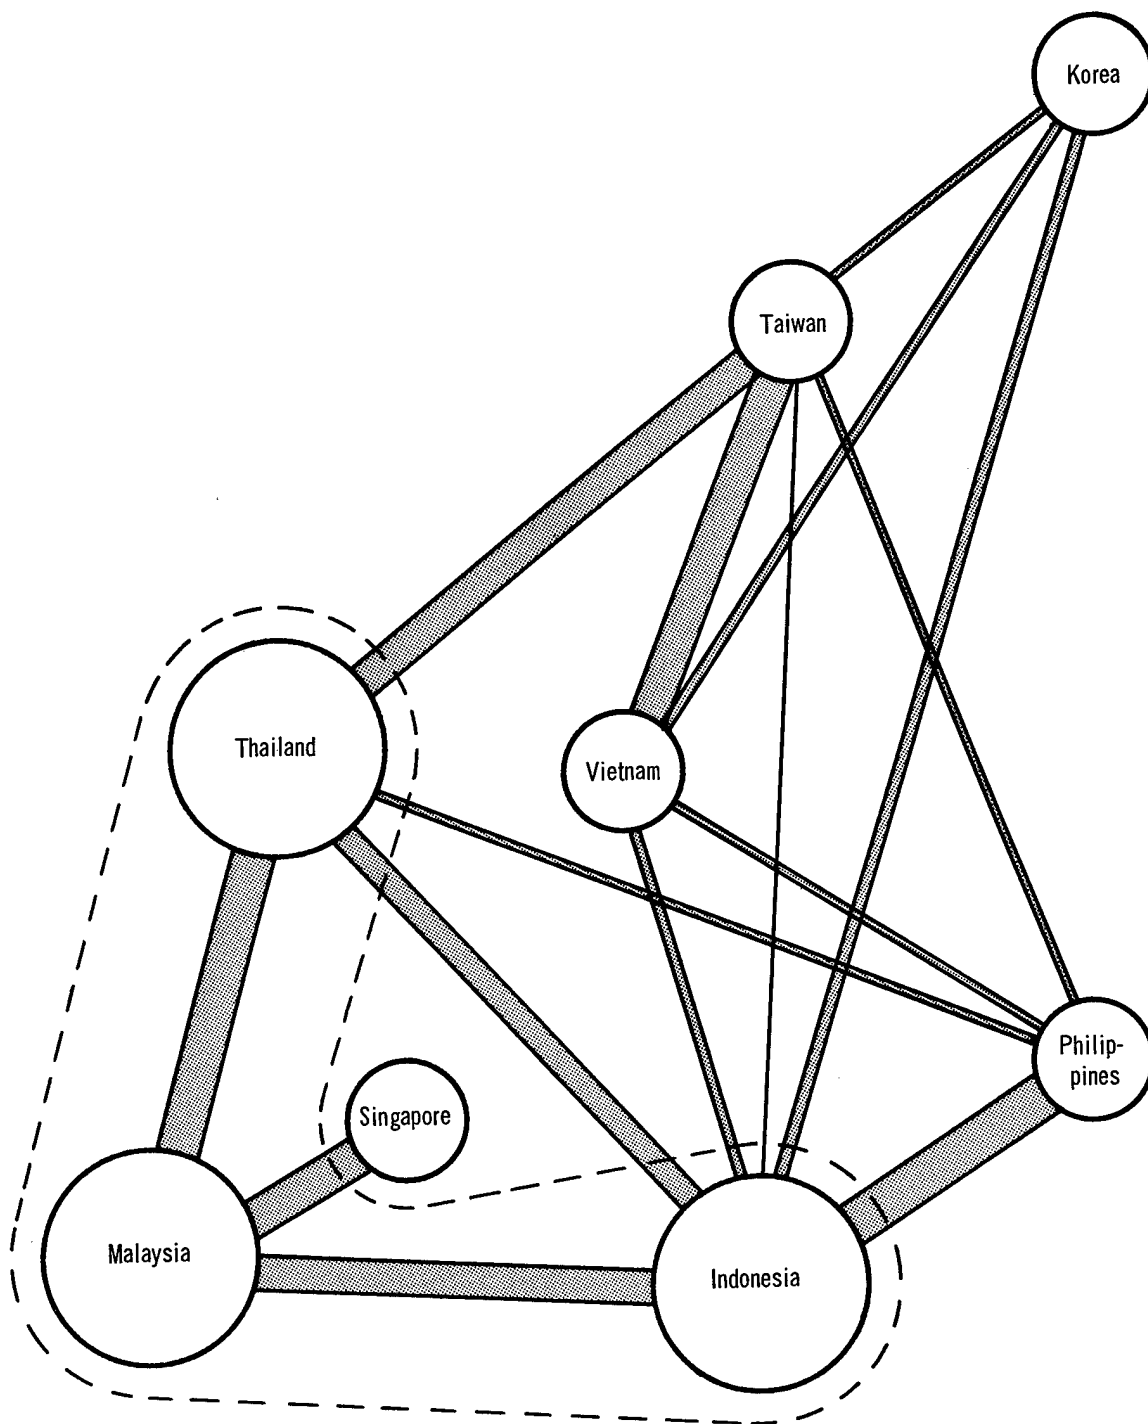 Korea
Taiwan
Thailand
Vietnam
Philip-
pines
Singapore
Malaysia
Indonesia